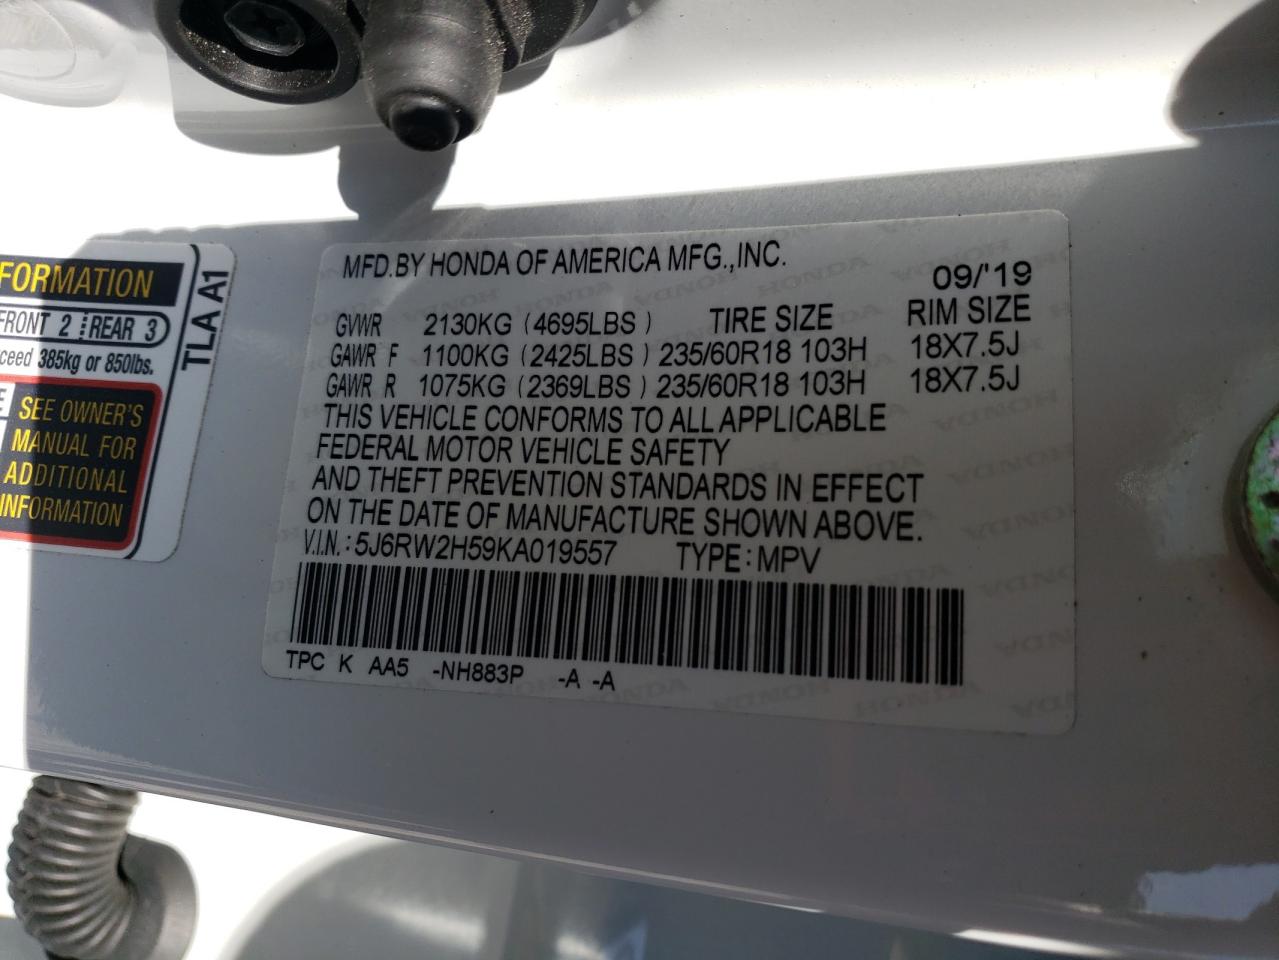 FORMATION
FRONT 2 REAR 3
ceed 385kg or 850lbs.
SEE OWNER'S
MANUAL FOR
ADDITIONAL
INFORMATION
TLA A1
MFD.BY HONDA OF AMERICA MFG.,INC.
09/'19
GVWR 2130KG (4695LBS) TIRE SIZE RIM SIZE
GAWR F 1100KG (2425LBS) 235/60R18 103H 18X7.5J
GAWR R 1075KG (2369LBS) 235/60R18 103H 18X7.5J
THIS VEHICLE CONFORMS TO ALL APPLICABLE
FEDERAL MOTOR VEHICLE SAFETY
AND THEFT PREVENTION STANDARDS IN EFFECT
ON THE DATE OF MANUFACTURE SHOWN ABOVE.
V.I.N.: 5J6RW2H59KA019557 TYPE: MPV
TPC K AA5 -NH883P -A -A